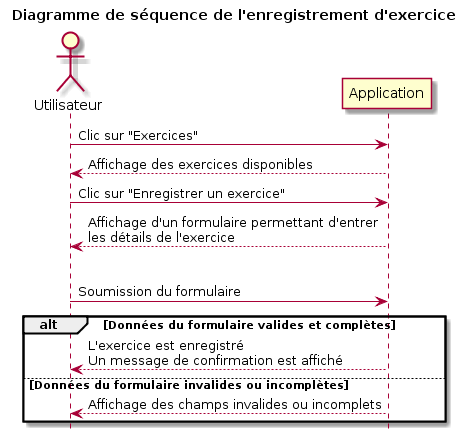 Diagramme de séquence de l'enregistrement d'exercice
Utilisateur
Application
Clic sur "Exercices"
Affichage des exercices disponibles
Clic sur "Enregistrer un exercice"
Affichage d'un formulaire permettant d'entrer
les détails de l'exercice
Soumission du formulaire
alt [Données du formulaire valides et complètes]
L'exercice est enregistré
Un message de confirmation est affiché
[Données du formulaire invalides ou incomplètes]
Affichage des champs invalides ou incomplets